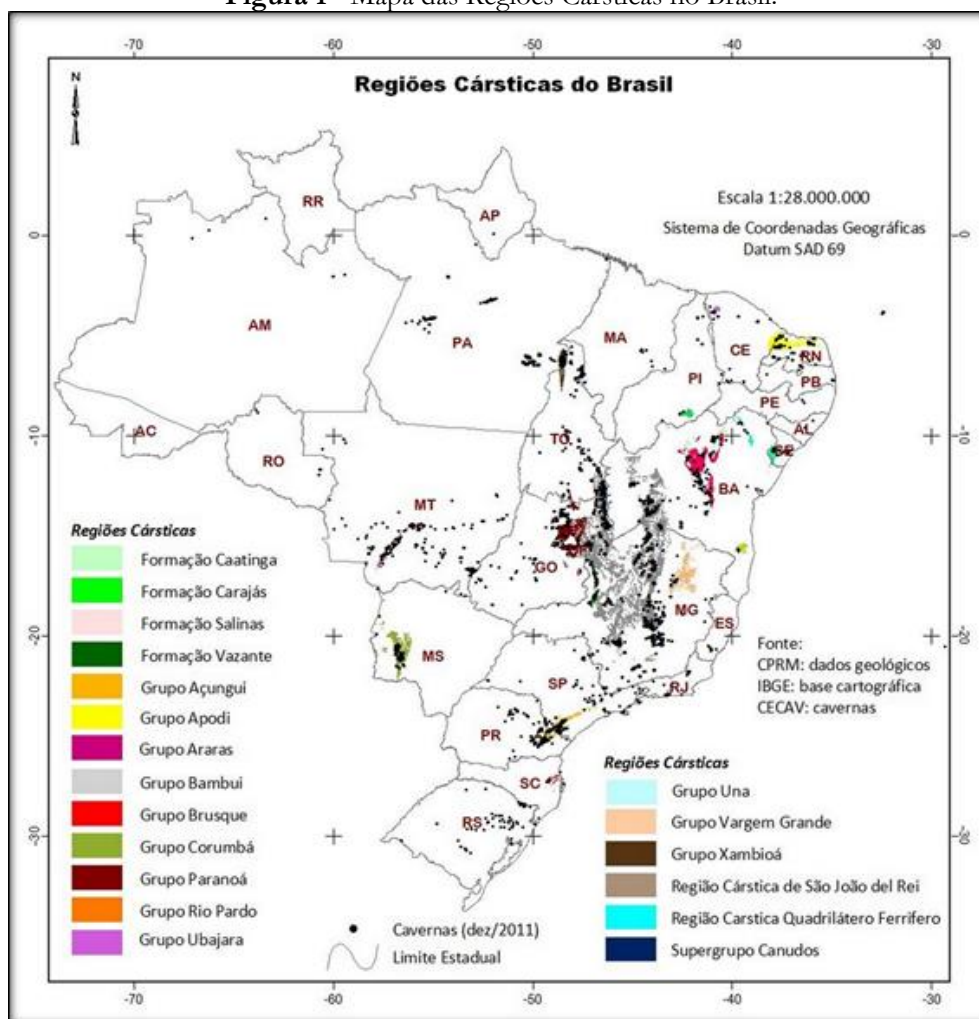 Figura 1 - Mapa das Regiões Cársticas no Brasil.
-70 -60 -50 -40 -30
N
Regiões Cársticas do Brasil
Escala 1:28.000.000
Sistema de Coordenadas Geográficas
Datum SAD 69
RR
AP
0
0
AM
PA
MA
CE
RN
PI
PB
PE
AC
-10
TO
AL
SE
-10
RO
MT
BA
GO
MG
ES
-20
MS
-20
SP
RJ
PR
SC
RS
-30
-30
Regiões Cársticas
Formação Caatinga
Formação Carajás
Formação Salinas
Formação Vazante
Grupo Açungui
Grupo Apodi
Grupo Araras
Grupo Bambui
Grupo Brusque
Grupo Corumbá
Grupo Paranoá
Grupo Rio Pardo
Grupo Ubajara
Cavernas (dez/2011)
Limite Estadual
Fonte:
CPRM: dados geológicos
IBGE: base cartográfica
CECAV: cavernas
Regiões Cársticas
Grupo Una
Grupo Vargem Grande
Grupo Xambioá
Região Cárstica de São João del Rei
Região Carstica Quadrilátero Ferrífero
Supergrupo Canudos
-70 -60 -50 -40 -30